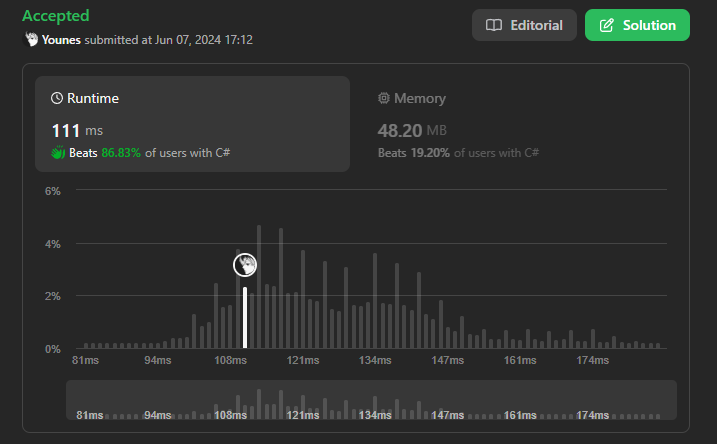 Accepted
Younes submitted at Jun 07, 2024 17:12
Editorial
Solution
Runtime
111 ms
Beats 86.83% of users with C#
Memory
48.20 MB
Beats 19.20% of users with C#
6%
4%
2%
0%
81ms 94ms 108ms 121ms 134ms 147ms 161ms 174ms
81ms 94ms 108ms 121ms 134ms 147ms 161ms 174ms